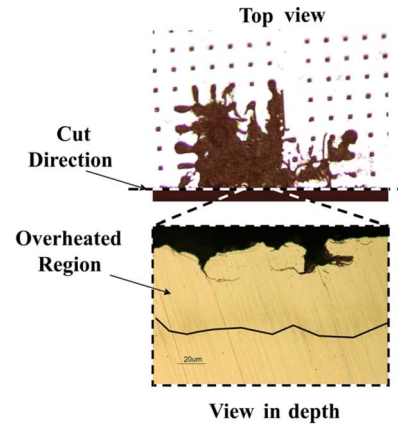 Top view
Cut
Direction
Overheated
Region
20um
View in depth